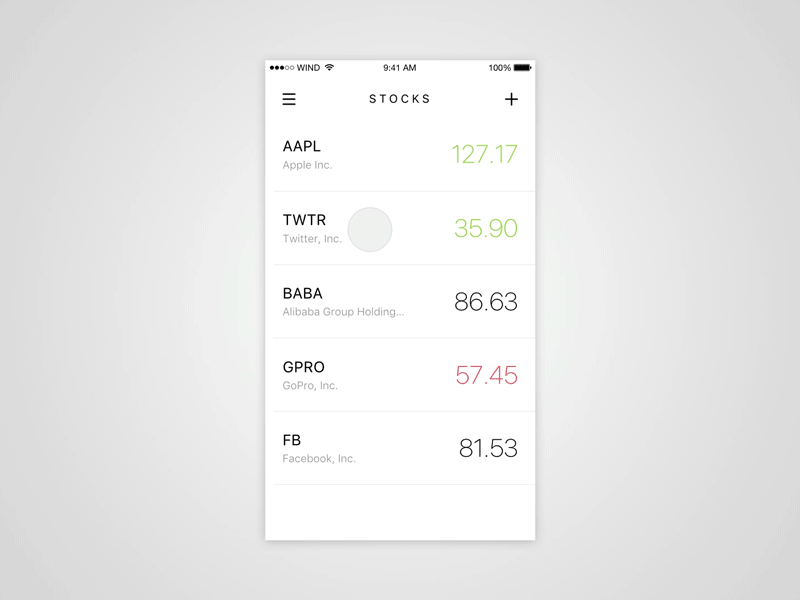 WIND 9:41 AM 100%
STOCKS
AAPL 127.17
Apple Inc.
TWTR 35.90
Twitter, Inc.
BABA 86.63
Alibaba Group Holding...
GPRO 57.45
GoPro, Inc.
FB 81.53
Facebook, Inc.